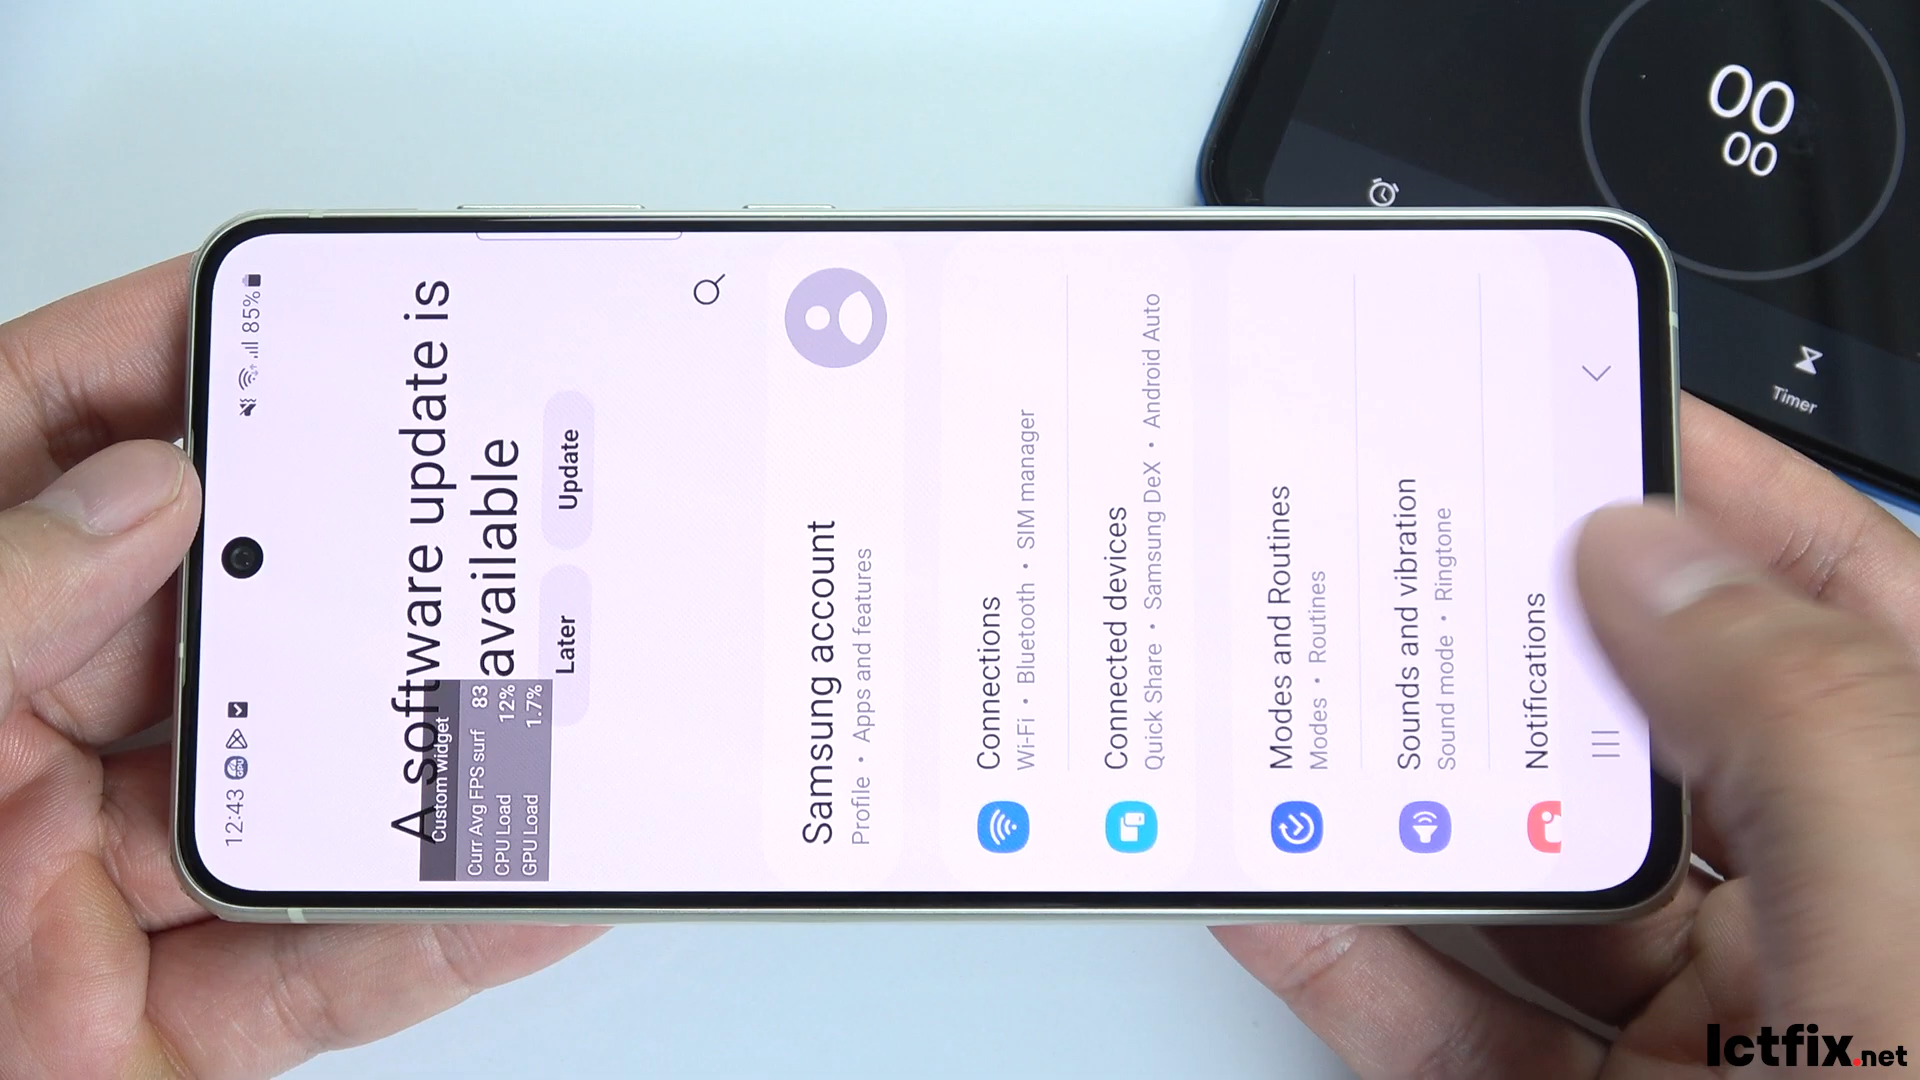 12:43
85%
A software update is
available
Later
Update
Custom widget
Curr Avg FPS surf 83
CPU Load 12%
GPU Load 1.7%
Samsung account
Profile • Apps and features
Connections
Wi-Fi • Bluetooth • SIM manager
Connected devices
Quick Share • Samsung DeX • Android Auto
Modes and Routines
Modes • Routines
Sounds and vibration
Sound mode • Ringtone
Notifications
00
00
Timer
Ictfix.net